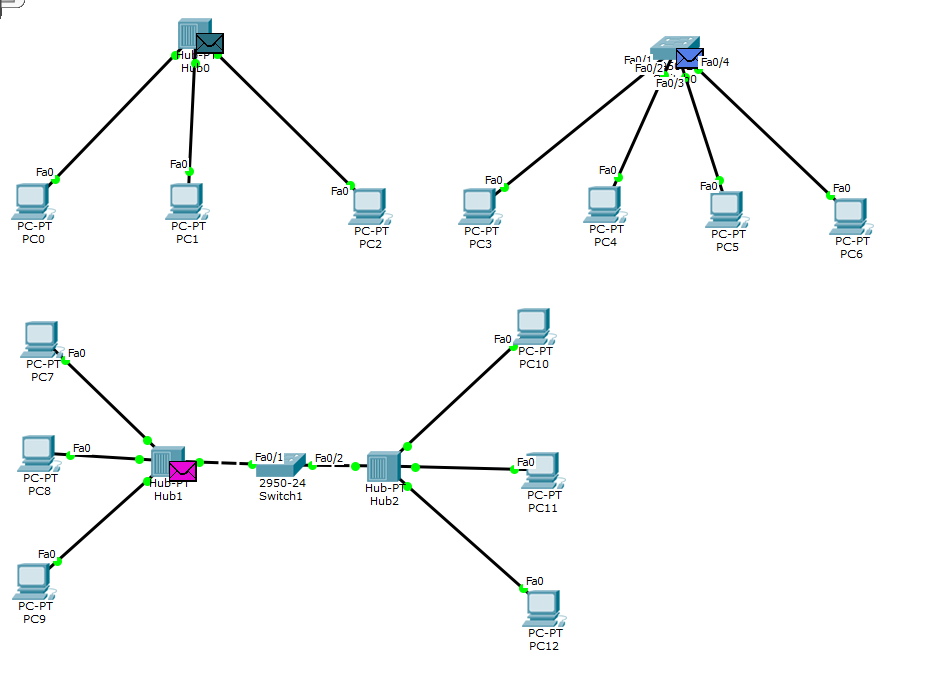 Hub-PT
Hub0
Fa0
Fa0
Fa0
PC-PT
PC0
PC-PT
PC1
PC-PT
PC2
Fa0/1
Fa0/2
Fa0/3
Fa0/4
Fa0
Fa0
Fa0
Fa0
PC-PT
PC3
PC-PT
PC4
PC-PT
PC5
PC-PT
PC6
Fa0
PC-PT
PC7
Fa0
PC-PT
PC8
Fa0
PC-PT
PC9
Hub-PT
Hub1
Fa0/1
Fa0/2
2950-24
Switch1
Hub-PT
Hub2
Fa0
PC-PT
PC10
Fa0
PC-PT
PC11
Fa0
PC-PT
PC12